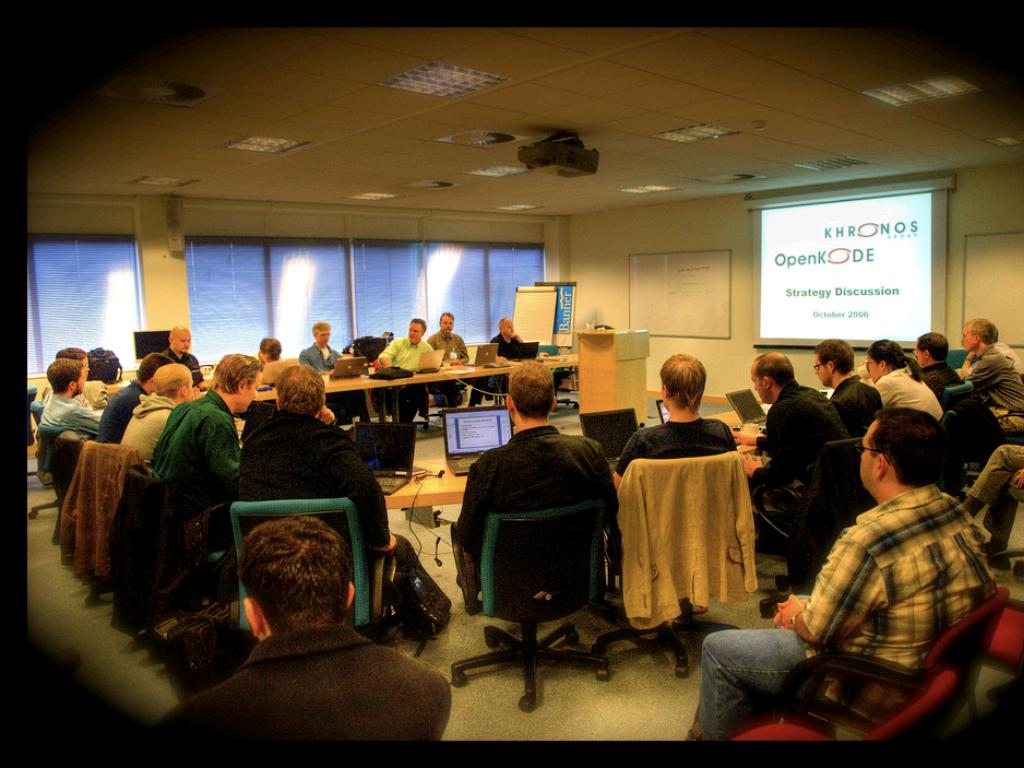 KHRONOS
GROUP
OpenKODE
Strategy Discussion
October 2006
Banner